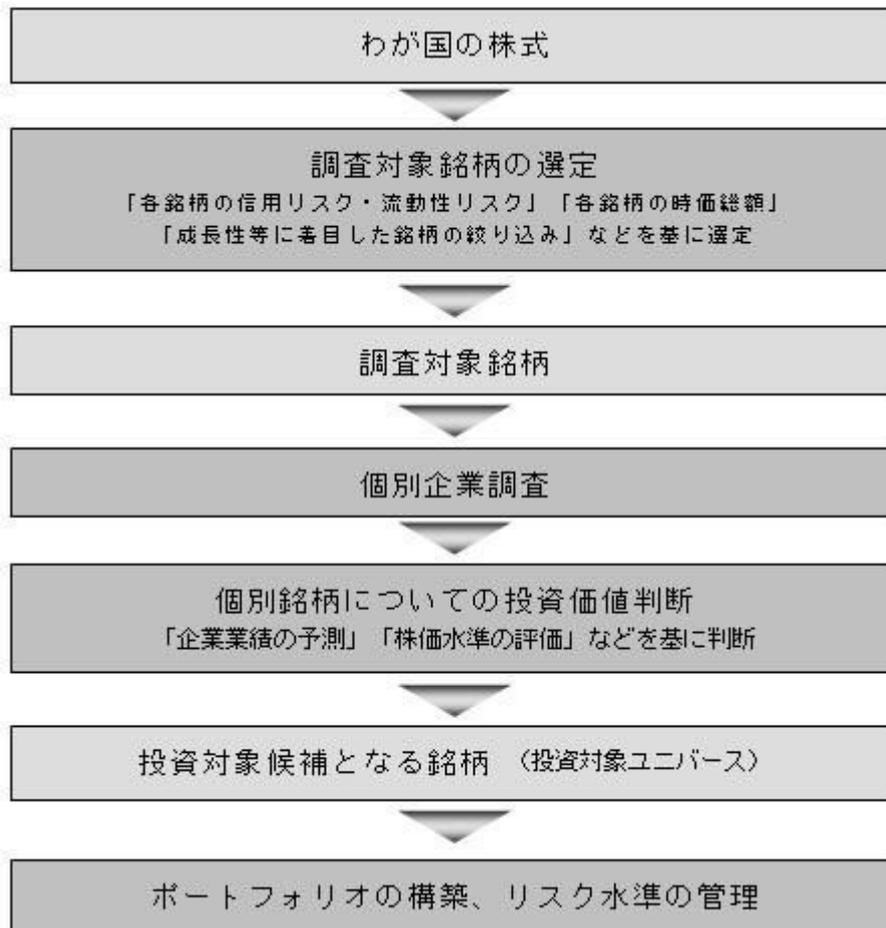 わが国の株式
調査対象銘柄の選定
「各銘柄の信用リスク・流動性リスク」「各銘柄の時価総額」
「成長性等に着目した銘柄の絞り込み」などを基に選定
調査対象銘柄
個別企業調査
個別銘柄についての投資価値判断
「企業業績の予測」「株価水準の評価」などを基に判断
投資対象候補となる銘柄 （投資対象ユニバース）
ポートフォリオの構築、リスク水準の管理